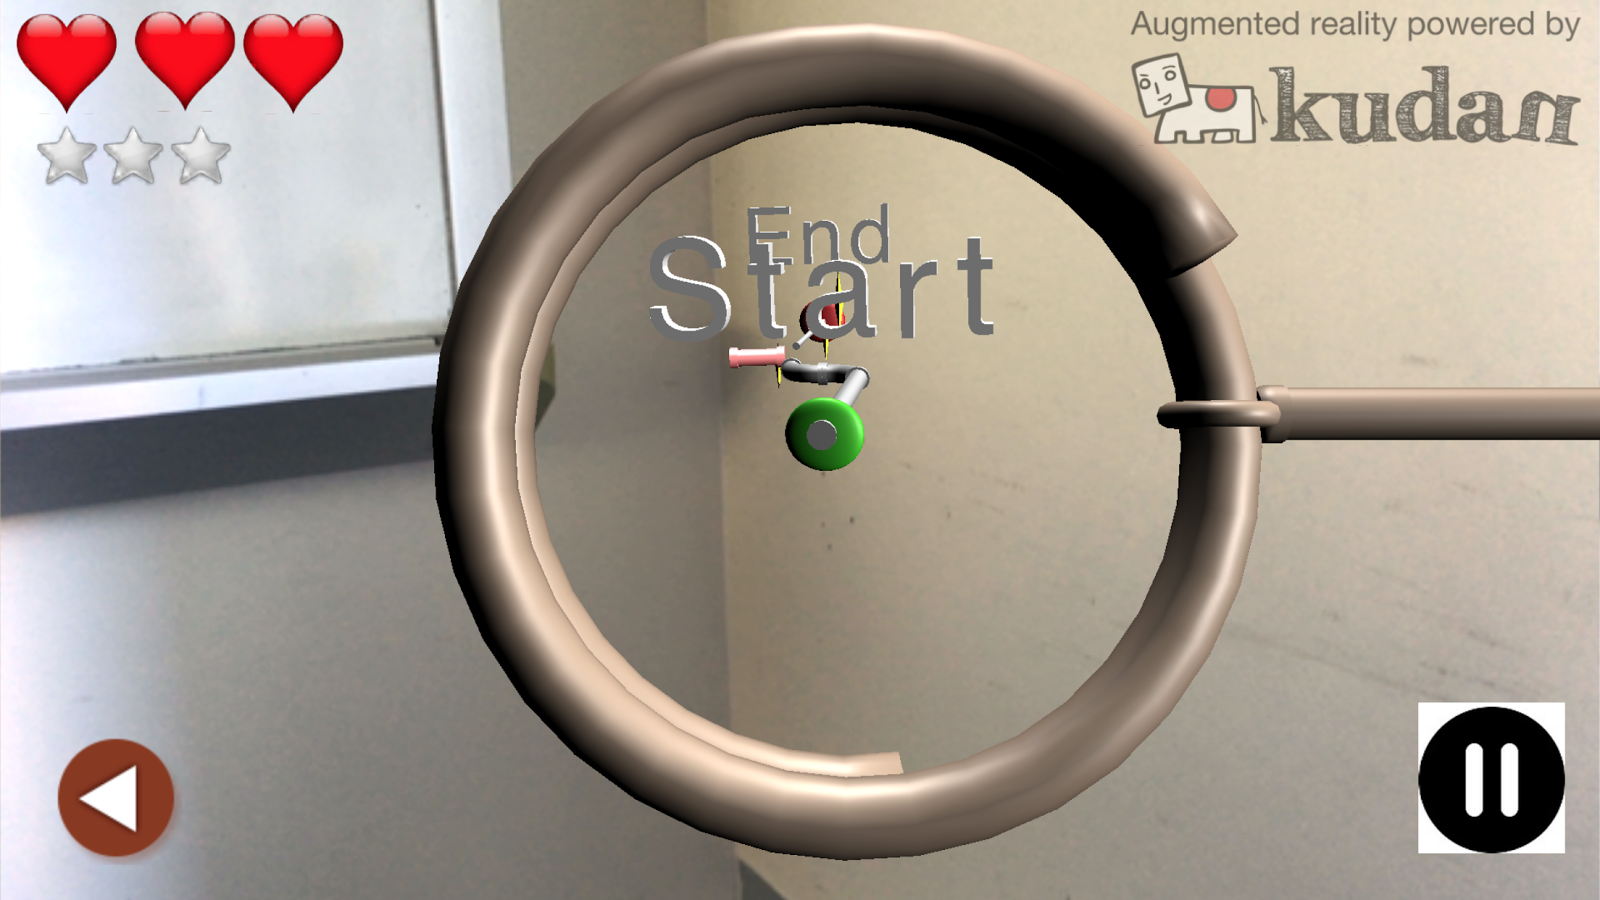 Augmented reality powered by
kudan
End
Start